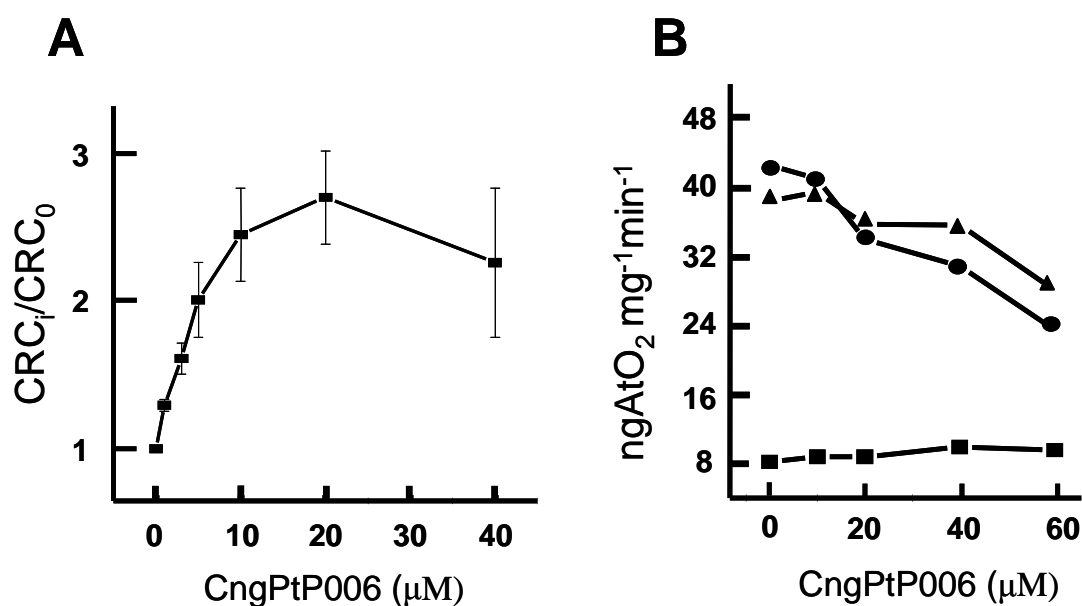 A
CRCi/CRC0
3
2
1
0 10 20 30 40
CngPtP006 (μM)
B
ngAtO2 mg-1min-1
48
40
32
24
16
8
0 20 40 60
CngPtP006 (μM)